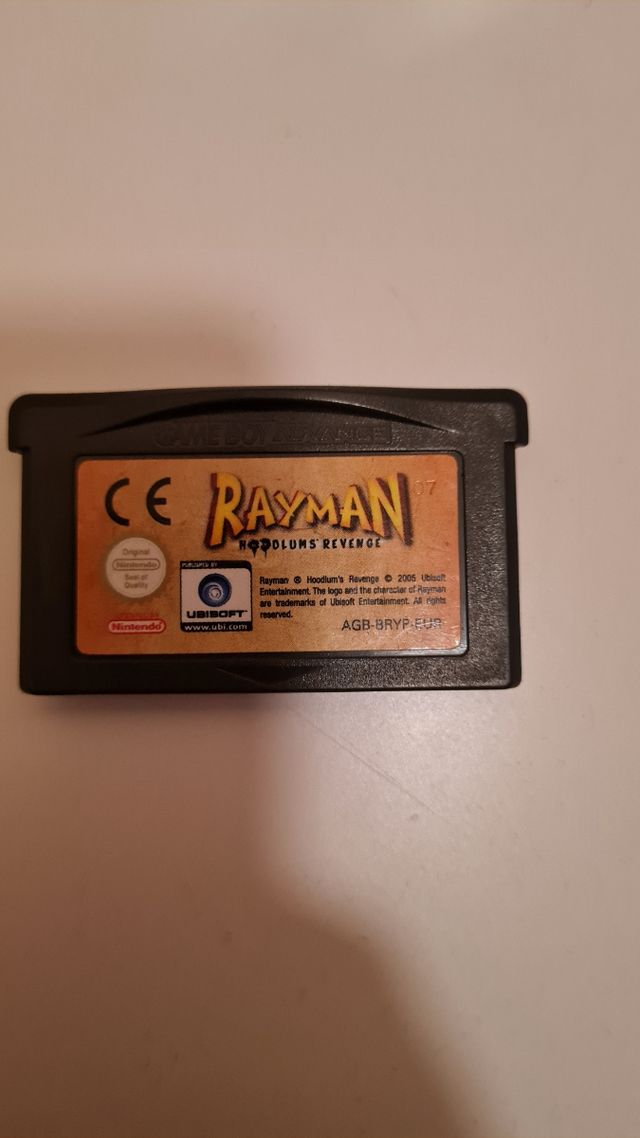 GAME BOY ADVANCE
CE
RAYMAN
07
HOODLUMS' REVENGE
Original
Nintendo
Seal of
Quality
PUBLISHED BY
UBISOFT
www.ubi.com
Nintendo
Rayman ® Hoodlum's Revenge © 2005 Ubisoft
Entertainment. The logo and the character of Rayman
are trademarks of Ubisoft Entertainment. All rights
reserved.
AGB-BRYP-EUR